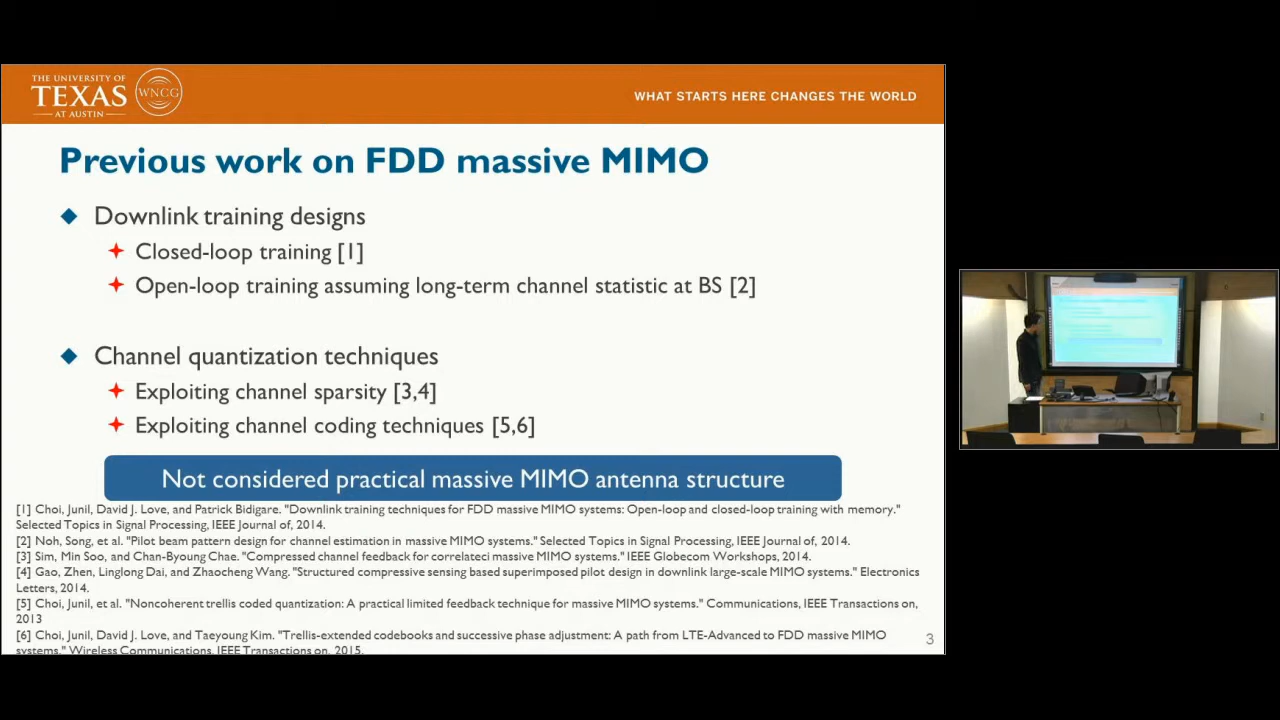 THE UNIVERSITY OF
TEXAS
AT AUSTIN
WNCG
WHAT STARTS HERE CHANGES THE WORLD
Previous work on FDD massive MIMO
Downlink training designs
Closed-loop training [1]
Open-loop training assuming long-term channel statistic at BS [2]
Channel quantization techniques
Exploiting channel sparsity [3,4]
Exploiting channel coding techniques [5,6]
Not considered practical massive MIMO antenna structure
[1] Choi, Junil, David J. Love, and Patrick Bidigare. "Downlink training techniques for FDD massive MIMO systems: Open-loop and closed-loop training with memory."
Selected Topics in Signal Processing, IEEE Journal of, 2014.
[2] Noh, Song, et al. "Pilot beam pattern design for channel estimation in massive MIMO systems." Selected Topics in Signal Processing, IEEE Journal of, 2014.
[3] Sim, Min Soo, and Chan-Byoung Chae. "Compressed channel feedback for correlateci massive MIMO systems." IEEE Globecom Workshops, 2014.
[4] Gao, Zhen, Linglong Dai, and Zhaocheng Wang. "Structured compressive sensing based superimposed pilot design in downlink large-scale MIMO systems." Electronics
Letters, 2014.
[5] Choi, Junil, et al. "Noncoherent trellis coded quantization: A practical limited feedback technique for massive MIMO systems." Communications, IEEE Transactions on,
2013
[6] Choi, Junil, David J. Love, and Taeyoung Kim. "Trellis-extended codebooks and successive phase adjustment: A path from LTE-Advanced to FDD massive MIMO
systems." Wireless Communications, IEEE Transactions on, 2015.
3